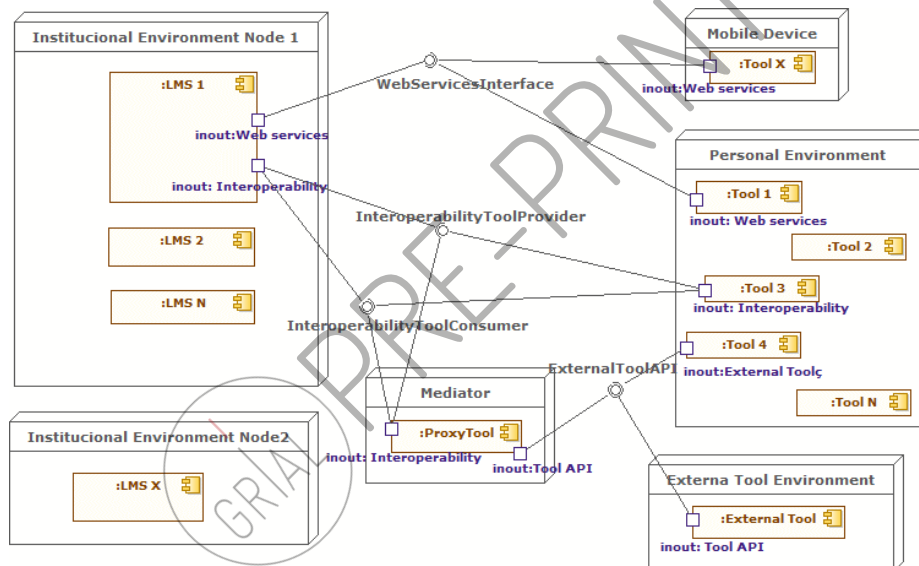 Institucional Environment Node 1
:LMS 1
inout:Web services
inout: Interoperability
:LMS 2
:LMS N
WebServicesInterface
InteroperabilityToolProvider
InteroperabilityToolConsumer
Mobile Device
:Tool X
inout:Web services
Personal Environment
:Tool 1
inout: Web services
:Tool 2
:Tool 3
inout: Interoperability
:Tool 4
inout:External Toolç
:Tool N
ExternalToolAPI
Mediator
:ProxyTool
inout: Interoperability
inout:Tool API
Institucional Environment Node2
:LMS X
Externa Tool Environment
:External Tool
inout: Tool API
GRIAL
PRE-PRINT